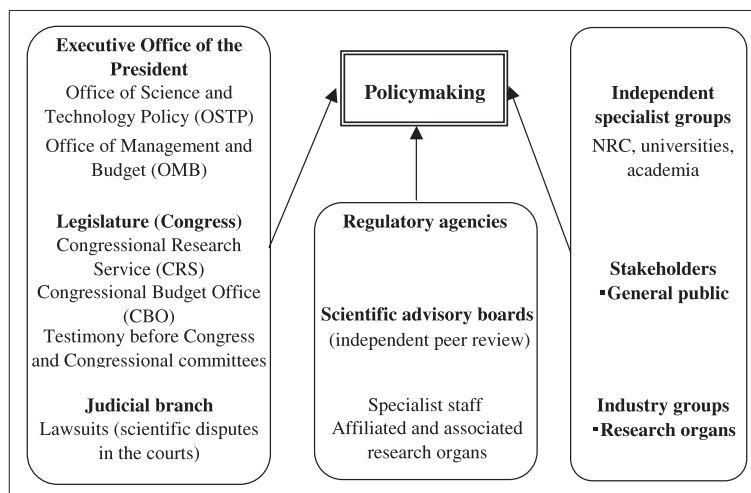 Executive Office of the
President
Office of Science and
Technology Policy (OSTP)
Office of Management and
Budget (OMB)
Legislature (Congress)
Congressional Research
Service (CRS)
Congressional Budget Office
(CBO)
Testimony before Congress
and Congressional committees
Judicial branch
Lawsuits (scientific disputes
in the courts)
Policymaking
Regulatory agencies
Scientific advisory boards
(independent peer review)
Specialist staff
Affiliated and associated
research organs
Independent
specialist groups
NRC, universities,
academia
Stakeholders
▪General public
Industry groups
▪Research organs